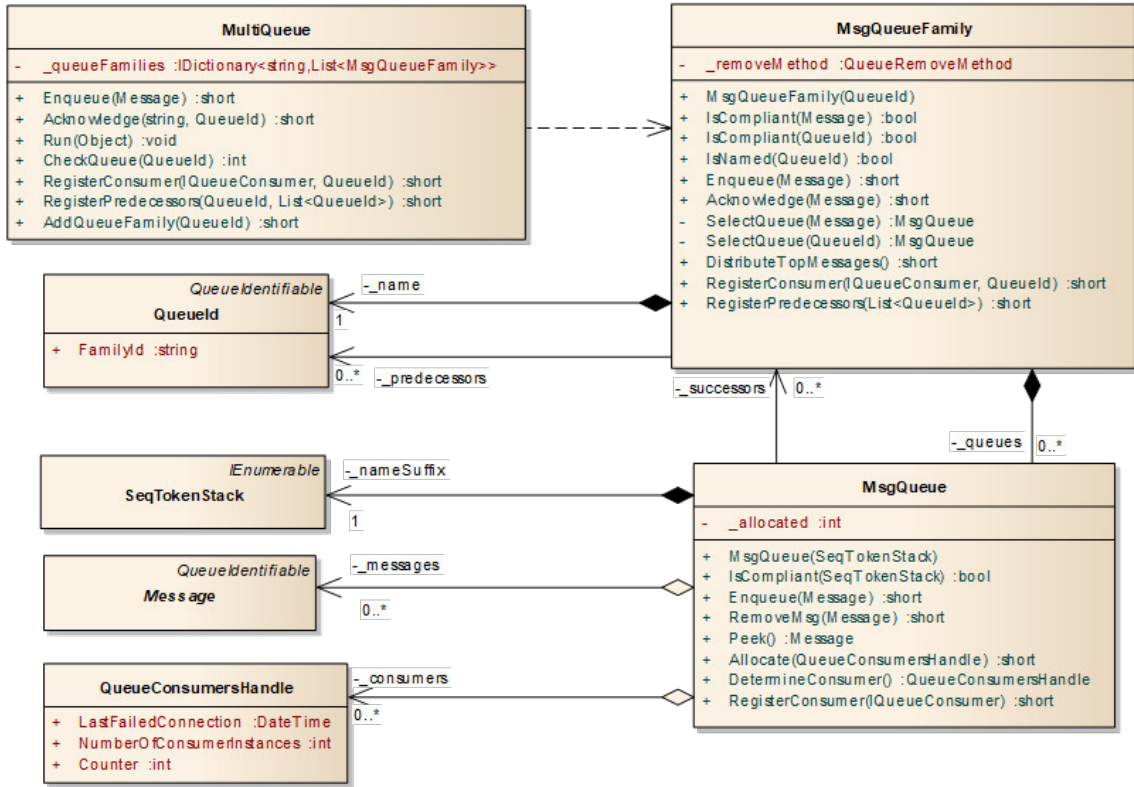 MultiQueue
- _queueFamilies :IDictionary<string,List<MsgQueueFamily>>
+ Enqueue(Message) :short
+ Acknowledge(string, QueueId) :short
+ Run(Object) :void
+ CheckQueue(QueueId) :int
+ RegisterConsumer(IQueueConsumer, QueueId) :short
+ RegisterPredecessors(QueueId, List<QueueId>) :short
+ AddQueueFamily(QueueId) :short
MsgQueueFamily
- _removeMethod :QueueRemoveMethod
+ MsgQueueFamily(QueueId)
+ IsCompliant(Message) :bool
+ IsCompliant(QueueId) :bool
+ IsNamed(QueueId) :bool
+ Enqueue(Message) :short
+ Acknowledge(Message) :short
- SelectQueue(Message) :MsgQueue
- SelectQueue(QueueId) :MsgQueue
+ DistributeTopMessages() :short
+ RegisterConsumer(IQueueConsumer, QueueId) :short
+ RegisterPredecessors(List<QueueId>) :short
QueueIdentifiable
QueueId
+ FamilyId :string
-_name
1
0..*
-_predecessors
-_successors
0..*
-_queues
0..*
IEnumerable
SeqTokenStack
-_nameSuffix
1
QueueIdentifiable
Message
-_messages
0..*
QueueConsumersHandle
+ LastFailedConnection :DateTime
+ NumberOfConsumerInstances :int
+ Counter :int
-_consumers
0..*
MsgQueue
- _allocated :int
+ MsgQueue(SeqTokenStack)
+ IsCompliant(SeqTokenStack) :bool
+ Enqueue(Message) :short
+ RemoveMsg(Message) :short
+ Peek() :Message
+ Allocate(QueueConsumersHandle) :short
+ DetermineConsumer() :QueueConsumersHandle
+ RegisterConsumer(IQueueConsumer) :short